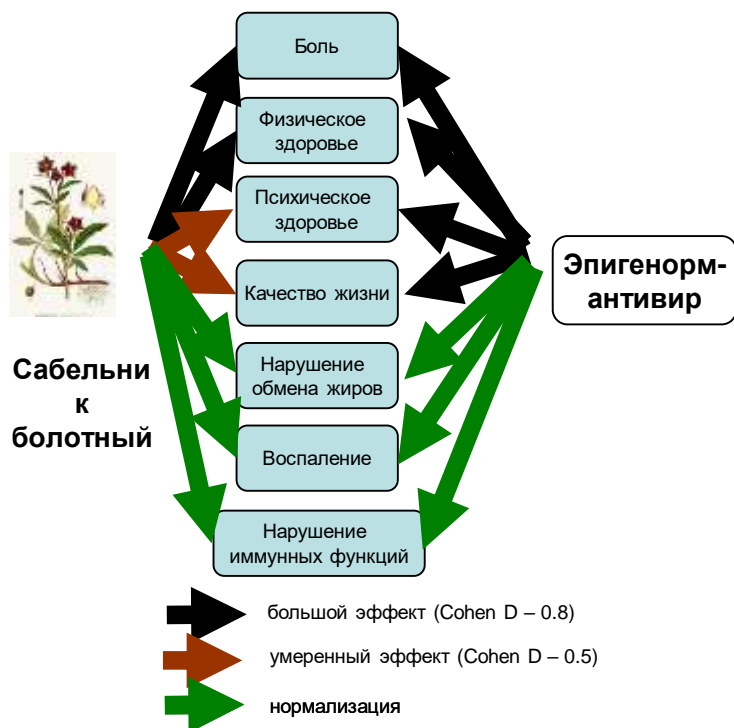 Боль
Физическое
здоровье
Психическое
здоровье
Качество жизни
Нарушение
обмена жиров
Воспаление
Нарушение
иммунных функций
Сабельни
к
болотный
Эпигенорм-
антивир
большой эффект (Cohen D – 0.8)
умеренный эффект (Cohen D – 0.5)
нормализация